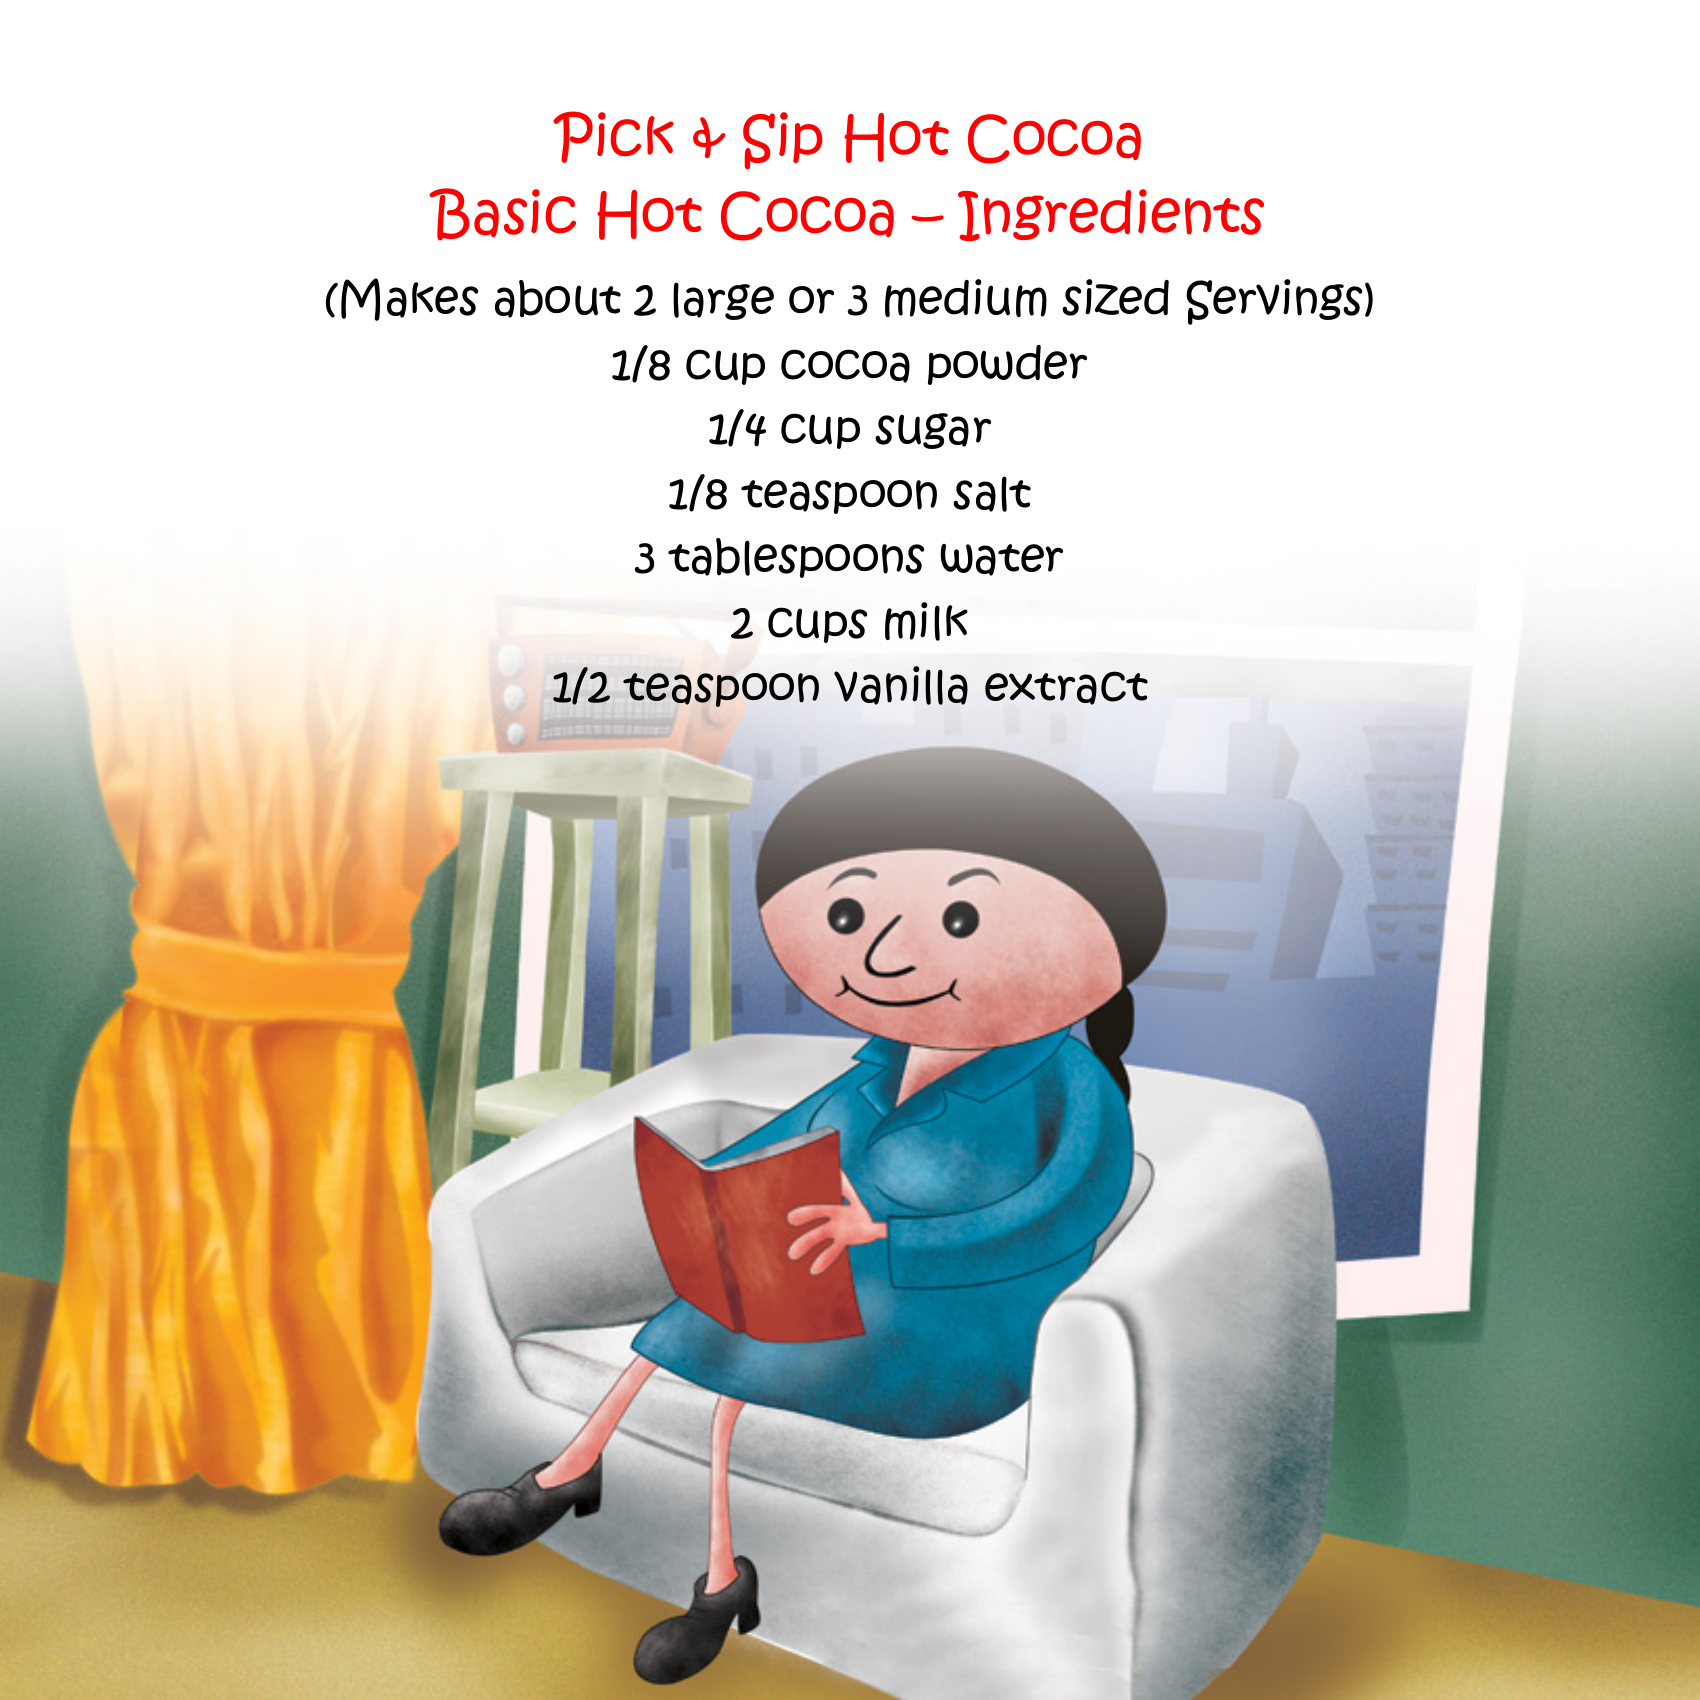 Pick & Sip Hot Cocoa
Basic Hot Cocoa – Ingredients
(Makes about 2 large or 3 medium sized Servings)
1/8 cup cocoa powder
1/4 cup sugar
1/8 teaspoon salt
3 tablespoons water
2 cups milk
1/2 teaspoon vanilla extract